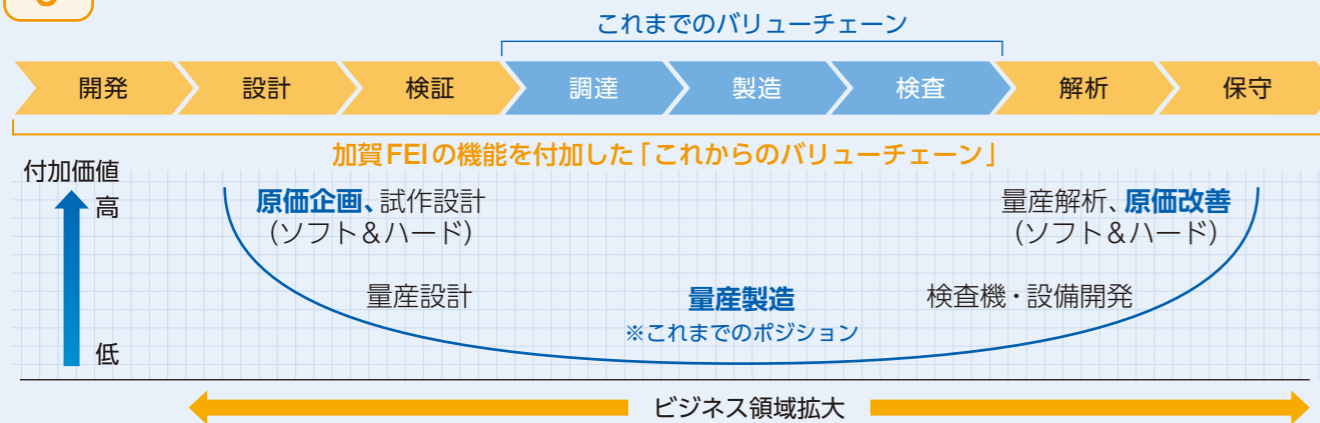 これまでのバリューチェーン
開発 設計 検証 調達 製造 検査 解析 保守
加賀FEIの機能を付加した「これからのバリューチェーン」
付加価値
高
原価企画、試作設計
(ソフト&ハード)
量産解析、原価改善
(ソフト&ハード)
量産設計
量産製造
検査機・設備開発
※これまでのポジション
低
ビジネス領域拡大